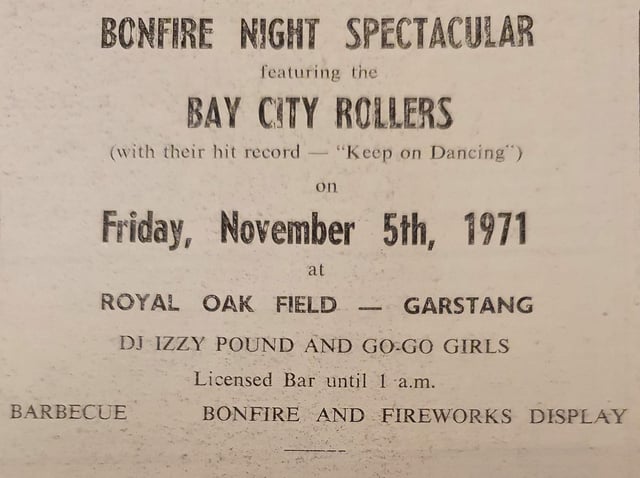 BONFIRE NIGHT SPECTACULAR
featuring the
BAY CITY ROLLERS
(with their hit record — "Keep on Dancing")
on
Friday, November 5th, 1971
at
ROYAL OAK FIELD — GARSTANG
DJ IZZY POUND AND GO-GO GIRLS
Licensed Bar until 1 a.m.
BARBECUE BONFIRE AND FIREWORKS DISPLAY